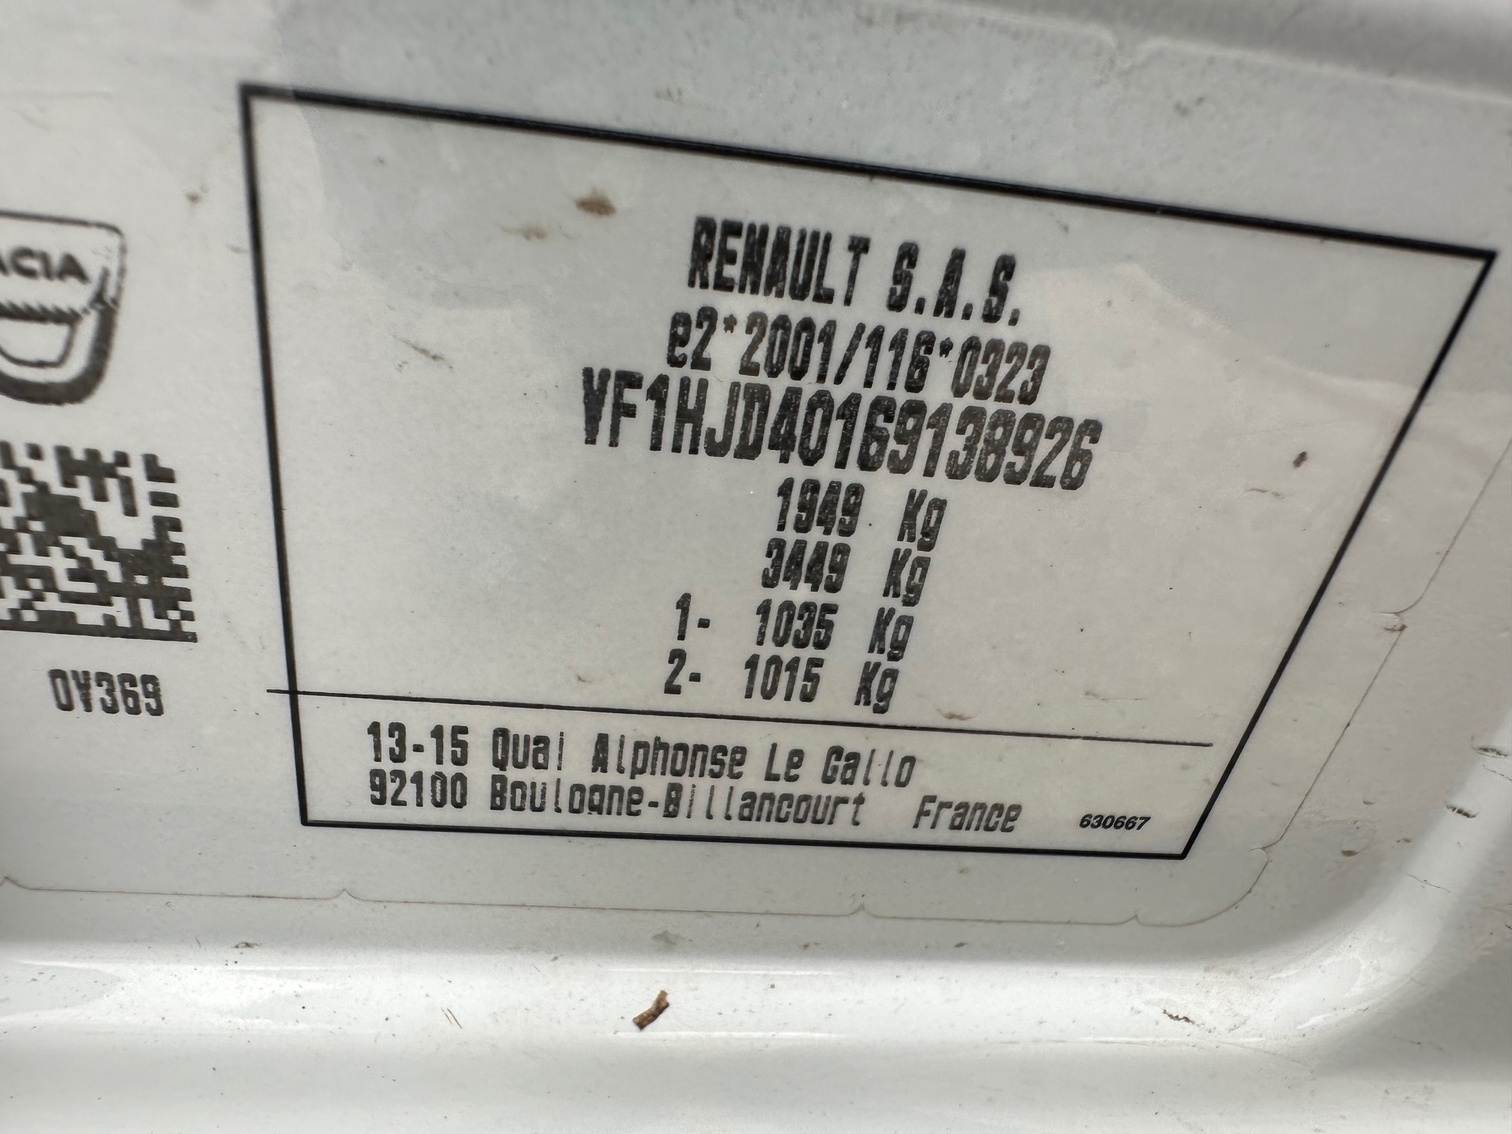 ACIA
0V369
RENAULT S.A.S.
e2*2001/116*0323
VF1HJD40169138926
1949 Kg
3449 Kg
1- 1035 Kg
2- 1015 Kg
13-15 Quai Alphonse Le Gallo
92100 Boulogne-Billancourt France
630667